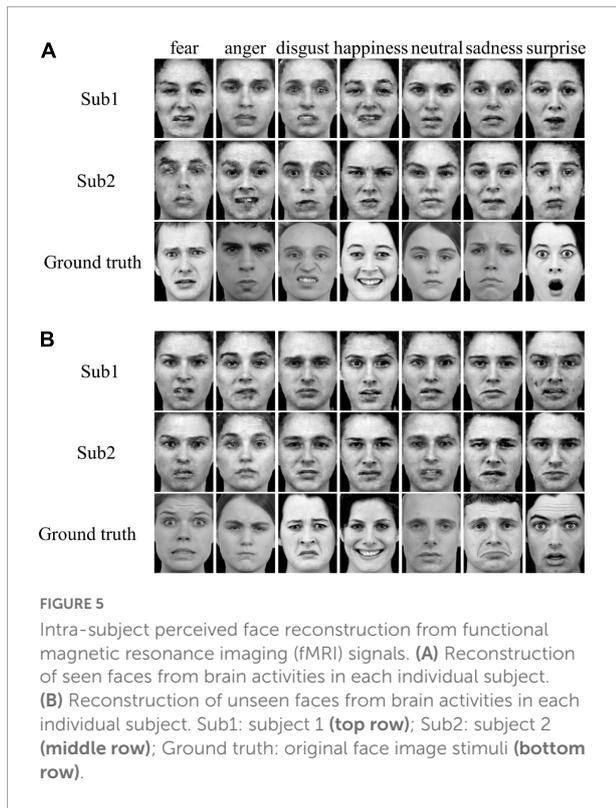 A
fear anger disgust happiness neutral sadness surprise
Sub1
Sub2
Ground truth
B
Sub1
Sub2
Ground truth
FIGURE 5
Intra-subject perceived face reconstruction from functional
magnetic resonance imaging (fMRI) signals. (A) Reconstruction
of seen faces from brain activities in each individual subject.
(B) Reconstruction of unseen faces from brain activities in each
individual subject. Sub1: subject 1 (top row); Sub2: subject 2
(middle row); Ground truth: original face image stimuli (bottom
row).